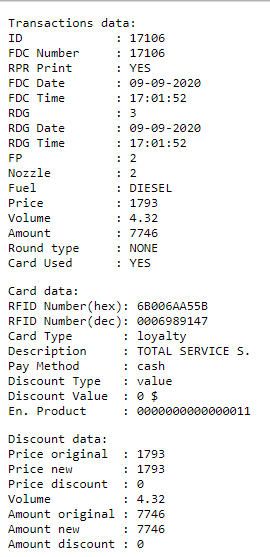 Transactions data:
ID : 17106
FDC Number : 17106
RPR Print : YES
FDC Date : 09-09-2020
FDC Time : 17:01:52
RDG : 3
RDG Date : 09-09-2020
RDG Time : 17:01:52
FP : 2
Nozzle : 2
Fuel : DIESEL
Price : 1793
Volume : 4.32
Amount : 7746
Round type : NONE
Card Used : YES
Card data:
RFID Number(hex): 6B006AA55B
RFID Number(dec): 0006989147
Card Type : loyalty
Description : TOTAL SERVICE S.
Pay Method : cash
Discount Type : value
Discount Value : 0 $
En. Product : 0000000000000011
Discount data:
Price original : 1793
Price new : 1793
Price discount : 0
Volume : 4.32
Amount original : 7746
Amount new : 7746
Amount discount : 0